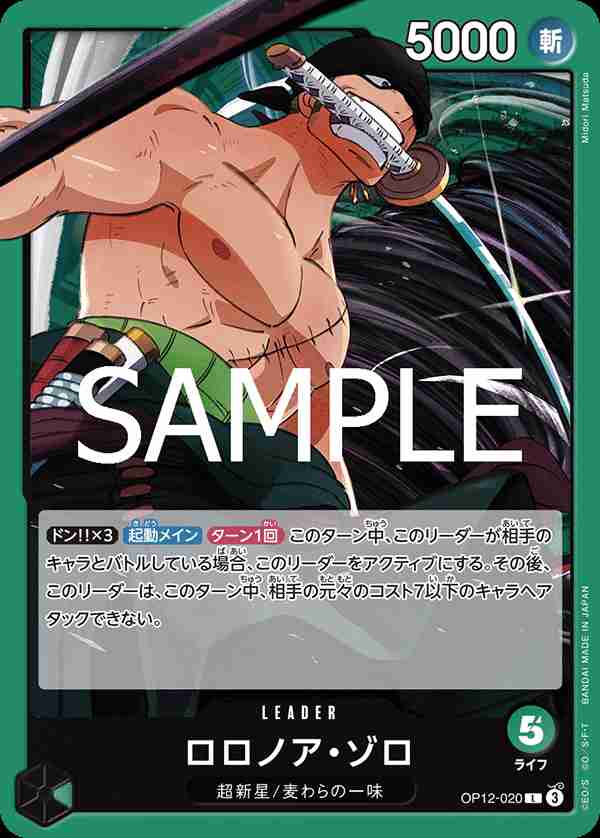 5000 斬
Midori Matsuda
SAMPLE
ドン!!×3 起動メイン ターン1回 このターン中、このリーダーが相手の
キャラとバトルしている場合、このリーダーをアクティブにする。その後、
このリーダーは、このターン中、相手の元々のコスト7以下のキャラへア
タックできない。
LEADER
ロロノア・ゾロ
超新星/麦わらの一味
5
ライフ
OP12-020 L 3
©E.O/S ©O/S・F・T BANDAI MADE IN JAPAN